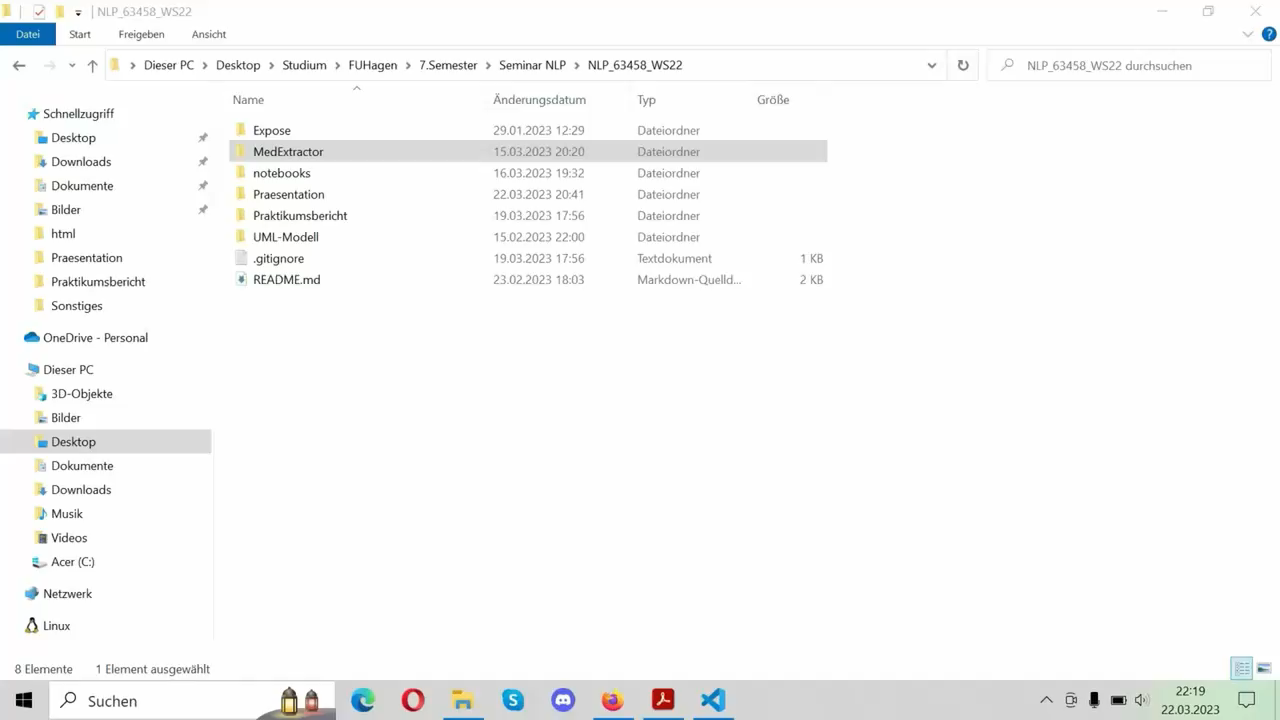 NLP_63458_WS22
Datei Start Freigeben Ansicht
Dieser PC Desktop Studium FUHagen 7.Semester Seminar NLP NLP_63458_WS22 NLP_63458_WS22 durchsuchen
Name Änderungsdatum Typ Größe
Schnellzugriff
Desktop
Downloads
Dokumente
Bilder
html
Praesentation
Praktikumsbericht
Sonstiges
OneDrive - Personal
Dieser PC
3D-Objekte
Bilder
Desktop
Dokumente
Downloads
Musik
Videos
Acer (C:)
Netzwerk
Linux
Expose 29.01.2023 12:29 Dateiordner
MedExtractor 15.03.2023 20:20 Dateiordner
notebooks 16.03.2023 19:32 Dateiordner
Praesentation 22.03.2023 20:41 Dateiordner
Praktikumsbericht 19.03.2023 17:56 Dateiordner
UML-Modell 15.02.2023 22:00 Dateiordner
.gitignore 19.03.2023 17:56 Textdokument 1 KB
README.md 23.02.2023 18:03 Markdown-Quelld... 2 KB
8 Elemente 1 Element ausgewählt
Suchen
22:19
22.03.2023